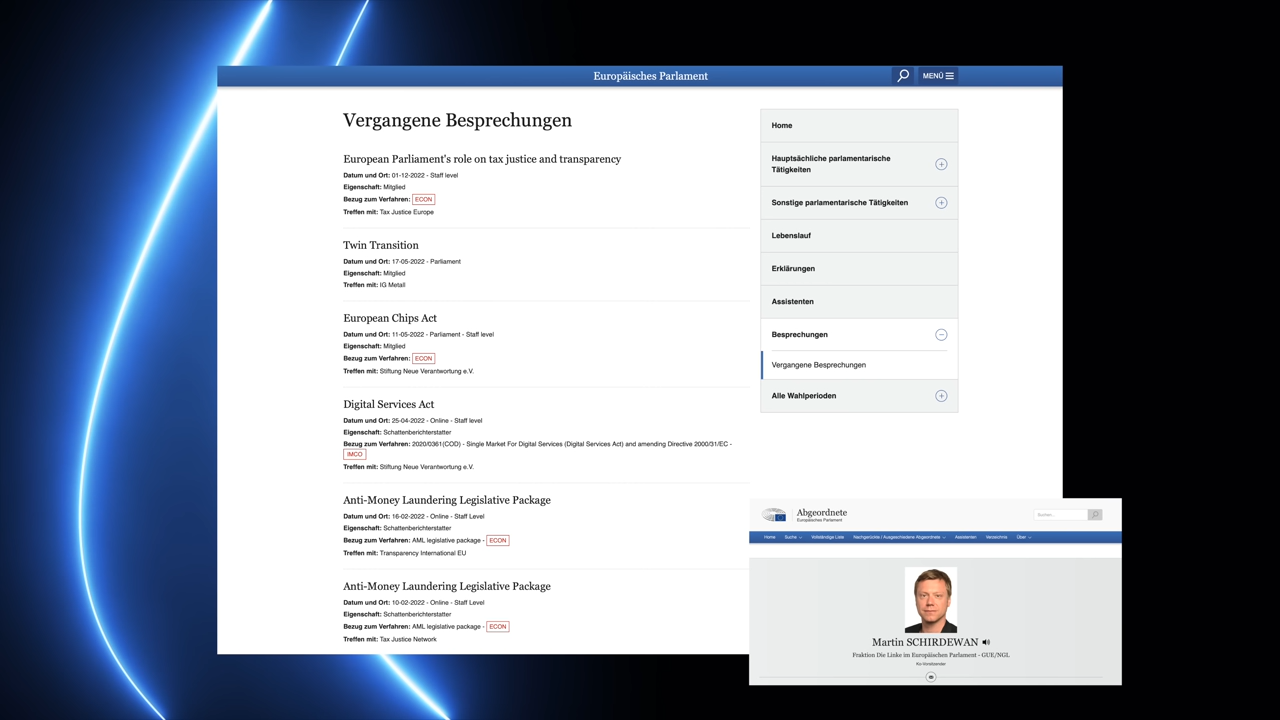 Europäisches Parlament
MENÜ
Vergangene Besprechungen
European Parliament's role on tax justice and transparency
Datum und Ort: 01-12-2022 - Staff level
Eigenschaft: Mitglied
Bezug zum Verfahren: ECON
Treffen mit: Tax Justice Europe
Twin Transition
Datum und Ort: 17-05-2022 - Parliament
Eigenschaft: Mitglied
Treffen mit: IG Metall
European Chips Act
Datum und Ort: 11-05-2022 - Parliament - Staff level
Eigenschaft: Mitglied
Bezug zum Verfahren: ECON
Treffen mit: Stiftung Neue Verantwortung e.V.
Digital Services Act
Datum und Ort: 25-04-2022 - Online - Staff level
Eigenschaft: Schattenberichterstatter
Bezug zum Verfahren: 2020/0361(COD) - Single Market For Digital Services (Digital Services Act) and amending Directive 2000/31/EC -
IMCO
Treffen mit: Stiftung Neue Verantwortung e.V.
Anti-Money Laundering Legislative Package
Datum und Ort: 16-02-2022 - Online - Staff Level
Eigenschaft: Schattenberichterstatter
Bezug zum Verfahren: AML legislative package - ECON
Treffen mit: Transparency International EU
Anti-Money Laundering Legislative Package
Datum und Ort: 10-02-2022 - Online - Staff Level
Eigenschaft: Schattenberichterstatter
Bezug zum Verfahren: AML legislative package - ECON
Treffen mit: Tax Justice Network
Home
Hauptsächliche parlamentarische
Tätigkeiten
Sonstige parlamentarische Tätigkeiten
Lebenslauf
Erklärungen
Assistenten
Besprechungen
Vergangene Besprechungen
Alle Wahlperioden
Abgeordnete
Europäisches Parlament
Suchen...
Home Suche Vollständige Liste Nachgerückte / Ausgeschiedene Abgeordnete Assistenten Verzeichnis Über
Martin SCHIRDEWAN
Fraktion Die Linke im Europäischen Parlament - GUE/NGL
Ko-Vorsitzender